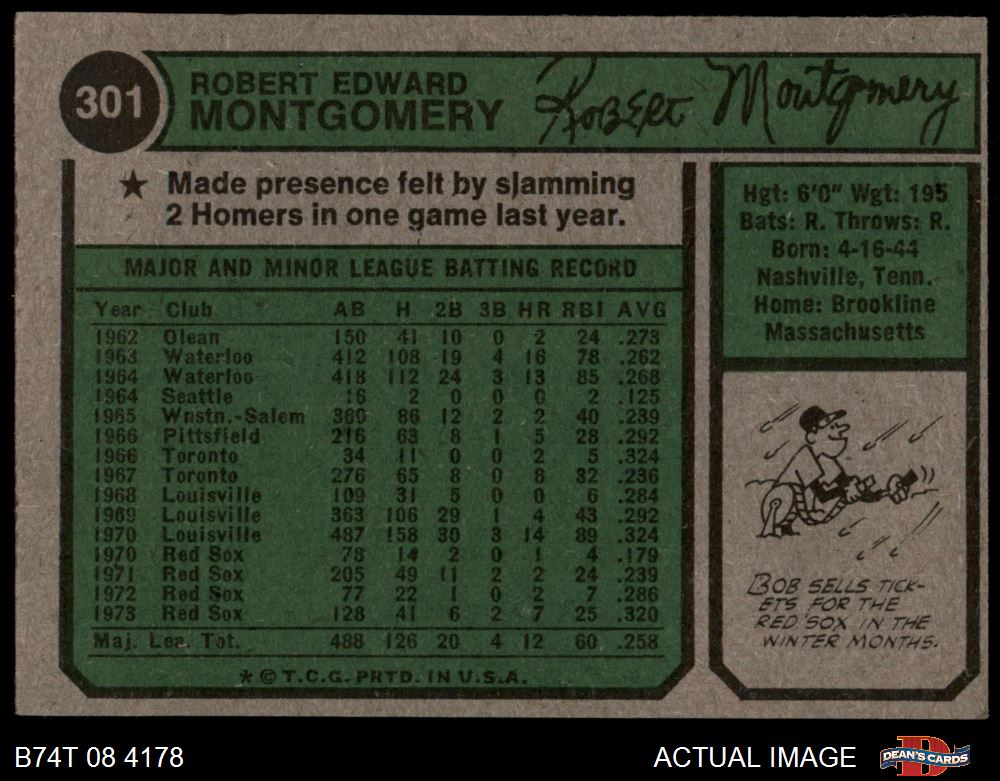 301
ROBERT EDWARD
MONTGOMERY
Robert Montgomery
★ Made presence felt by slamming
2 Homers in one game last year.
MAJOR AND MINOR LEAGUE BATTING RECORD
Year Club AB H 2B 3B HR RBI AVG
1962 Olean 150 41 10 0 2 24 .273
1963 Waterloo 412 108 19 4 16 78 .262
1964 Waterloo 418 112 24 3 13 85 .268
1964 Seattle 16 2 0 0 0 2 .125
1965 Wnstn.-Salem 360 86 12 2 2 40 .239
1966 Pittsfield 216 63 8 1 5 28 .292
1966 Toronto 34 11 0 0 2 5 .324
1967 Toronto 276 65 8 0 8 32 .236
1968 Louisville 109 31 5 0 0 6 .284
1969 Louisville 363 106 29 1 4 43 .292
1970 Louisville 487 158 30 3 14 89 .324
1970 Red Sox 78 14 2 0 1 4 .179
1971 Red Sox 205 49 11 2 2 24 .239
1972 Red Sox 77 22 1 0 2 7 .286
1973 Red Sox 128 41 6 2 7 25 .320
Maj. Lea. Tot. 488 126 20 4 12 60 .258
* © T.C.G. PRTD. IN U.S.A.
Hgt: 6'0" Wgt: 195
Bats: R. Throws: R.
Born: 4-16-44
Nashville, Tenn.
Home: Brookline
Massachusetts
BOB SELLS TICK-
ETS FOR THE
RED SOX IN THE
WINTER MONTHS.
B74T 08 4178
ACTUAL IMAGE
D
DEAN'S CARDS